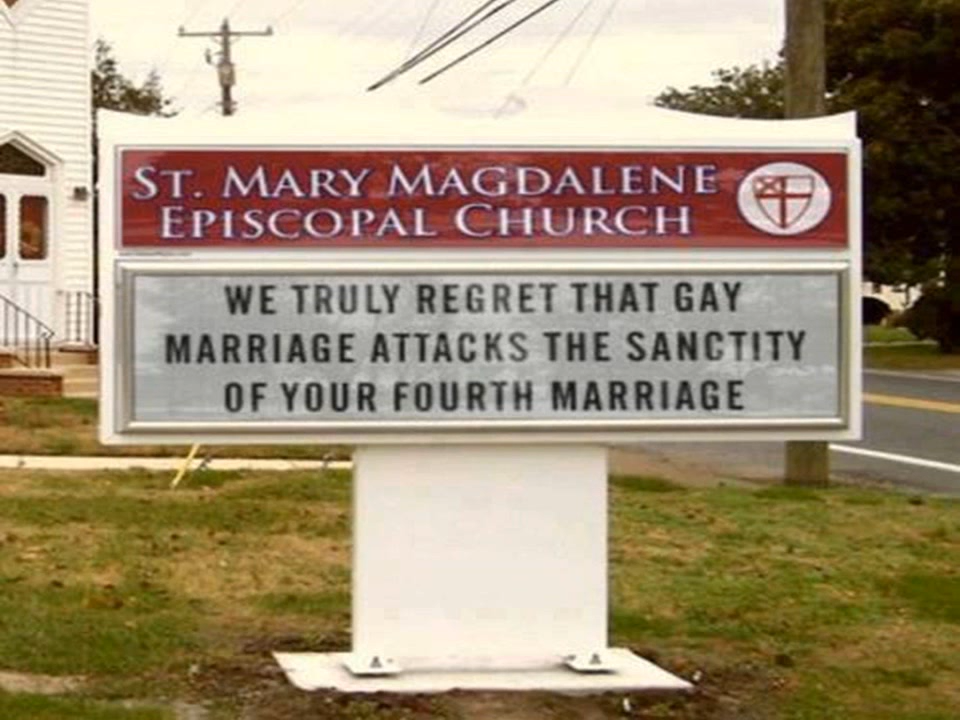 ST. MARY MAGDALENE
EPISCOPAL CHURCH
WE TRULY REGRET THAT GAY
MARRIAGE ATTACKS THE SANCTITY
OF YOUR FOURTH MARRIAGE